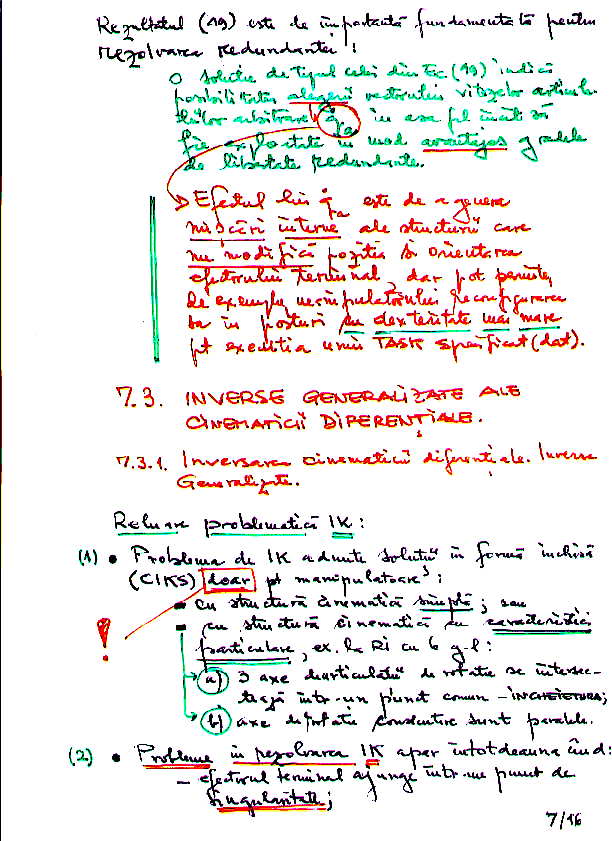 Rezultatul (19) este de importanță fundamentală pentru
rezolvarea redundanței !
O soluție de tipul celei din Ec (19) indică
posibilitatea alegerii vectorului vitezelor articula-
țiilor arbitrare q̇a în așa fel încât să
fie exploatate în mod avantajos gradele
de libertate redundante.
Efectul lui q̇a este de a genera
mișcări interne ale structurii care
nu modifică poziția și orientarea
efectorului terminal, dar pot permite,
de exemplu, manipulatorului reconfigurarea
sa în posturi cu dexteritate mai mare
pt execuția unui TASK specificat (dat).
7.3. INVERSE GENERALIZATE ALE
CINEMATICII DIFERENȚIALE.
7.3.1. Inversarea cinematicii diferențiale. Inverse
Generalizate.
Reluare problematică IK :
(1) • Problema de IK admite soluții în formă închisă
(CIKS) doar pt manipulatoare :
- cu structură cinematică simplă ; sau
! - cu structură cinematică cu caracteristici
particulare, ex. la RI cu 6 g.l :
a) 3 axe de articulații de rotație se intersec-
tează într-un punct comun - ÎNCHEIETURA;
b) axe de rotație consecutive sunt paralele.
(2) • Probleme în rezolvarea IK apar întotdeauna când :
- efectorul terminal ajunge într-un punct de
singularitate ;
7/16